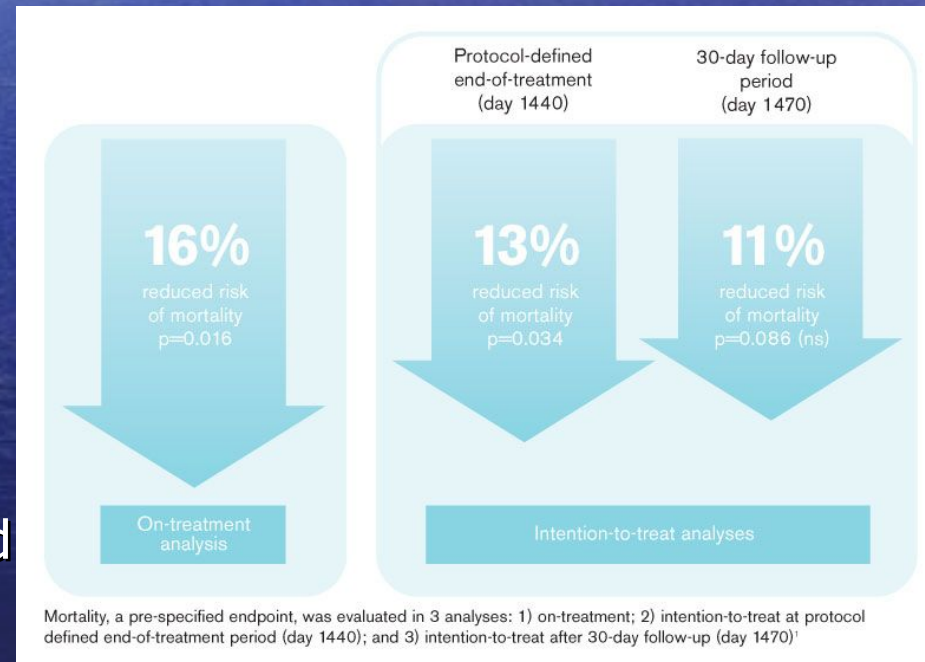 Protocol-defined
end-of-treatment
(day 1440)
30-day follow-up
period
(day 1470)
16%
reduced risk
of mortality
p=0.016
13%
reduced risk
of mortality
p=0.034
11%
reduced risk
of mortality
p=0.086 (ns)
On-treatment
analysis
Intention-to-treat analyses
Mortality, a pre-specified endpoint, was evaluated in 3 analyses: 1) on-treatment; 2) intention-to-treat at protocol
defined end-of-treatment period (day 1440); and 3) intention-to-treat after 30-day follow-up (day 1470)¹